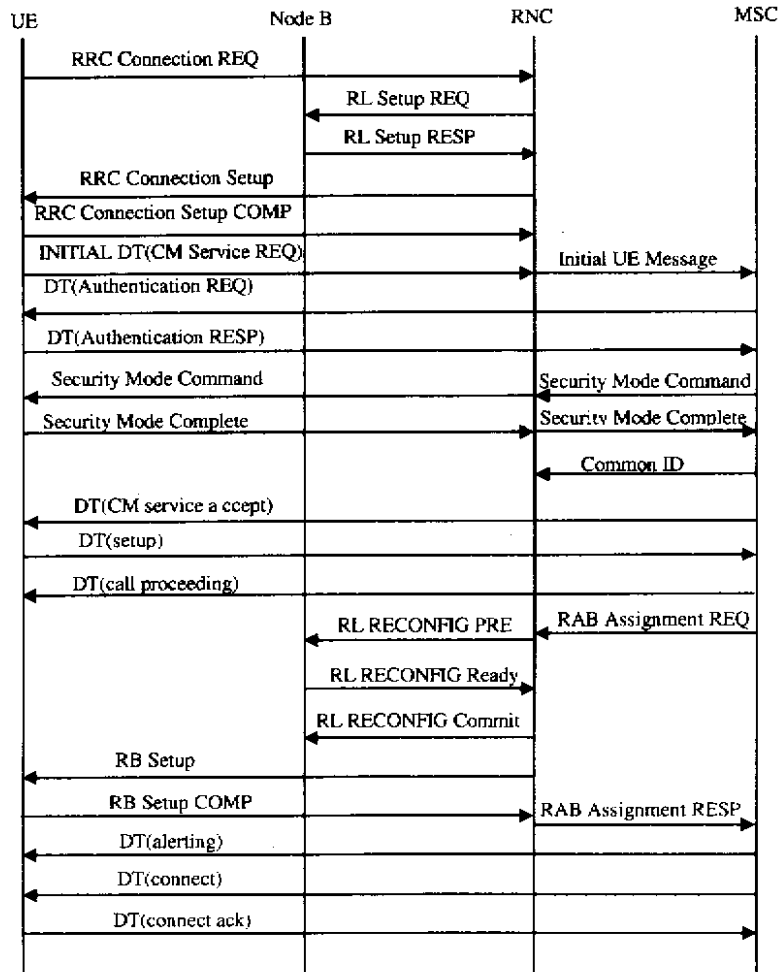 UE Node B RNC MSC
RRC Connection REQ
RL Setup REQ
RL Setup RESP
RRC Connection Setup
RRC Connection Setup COMP
INITIAL DT(CM Service REQ)
Initial UE Message
DT(Authentication REQ)
DT(Authentication RESP)
Security Mode Command Security Mode Command
Security Mode Complete Security Mode Complete
Common ID
DT(CM service a ccept)
DT(setup)
DT(call proceeding)
RL RECONFIG PRE RAB Assignment REQ
RL RECONFIG Ready
RL RECONFIG Commit
RB Setup
RB Setup COMP RAB Assignment RESP
DT(alerting)
DT(connect)
DT(connect ack)